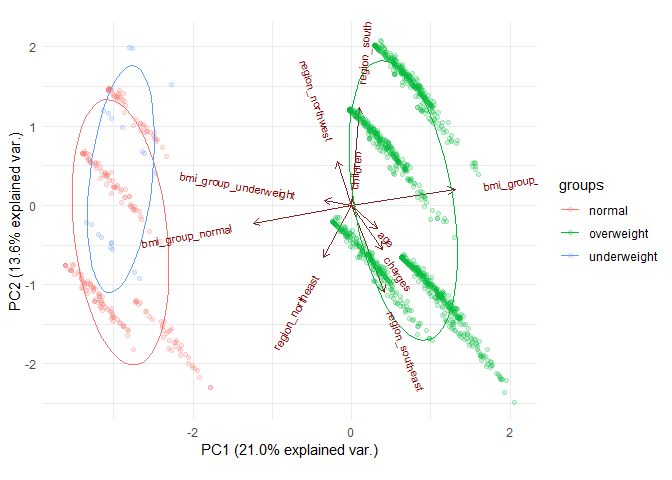 region_south
region_northwest
children
bmi_group_underweight
bmi_group_
bmi_group_normal
age
charges
region_northeast
region_southeast
2
1
0
-1
-2
-2
0
2
PC1 (21.0% explained var.)
PC2 (13.6% explained var.)
groups
normal
overweight
underweight